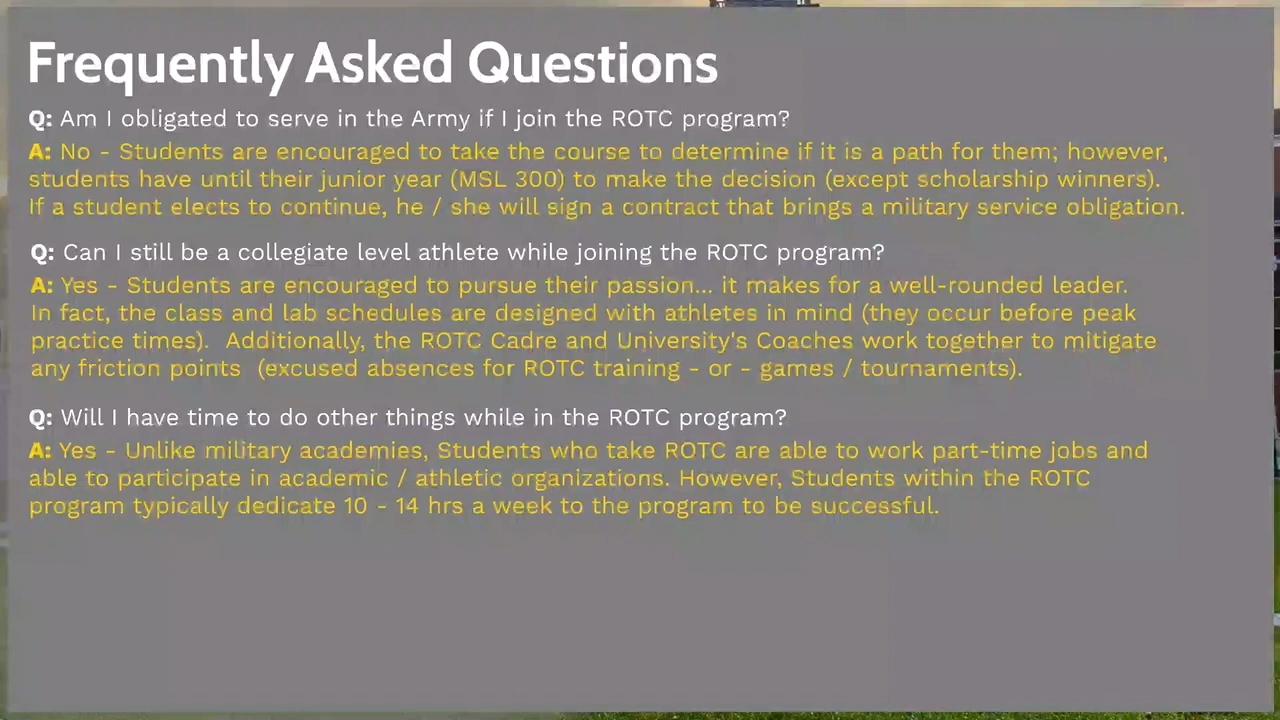 Frequently Asked Questions
Q: Am I obligated to serve in the Army if I join the ROTC program?
A: No - Students are encouraged to take the course to determine if it is a path for them; however,
students have until their junior year (MSL 300) to make the decision (except scholarship winners).
If a student elects to continue, he / she will sign a contract that brings a military service obligation.
Q: Can I still be a collegiate level athlete while joining the ROTC program?
A: Yes - Students are encouraged to pursue their passion... it makes for a well-rounded leader.
In fact, the class and lab schedules are designed with athletes in mind (they occur before peak
practice times).  Additionally, the ROTC Cadre and University's Coaches work together to mitigate
any friction points  (excused absences for ROTC training - or - games / tournaments).
Q: Will I have time to do other things while in the ROTC program?
A: Yes - Unlike military academies, Students who take ROTC are able to work part-time jobs and
able to participate in academic / athletic organizations. However, Students within the ROTC
program typically dedicate 10 - 14 hrs a week to the program to be successful.